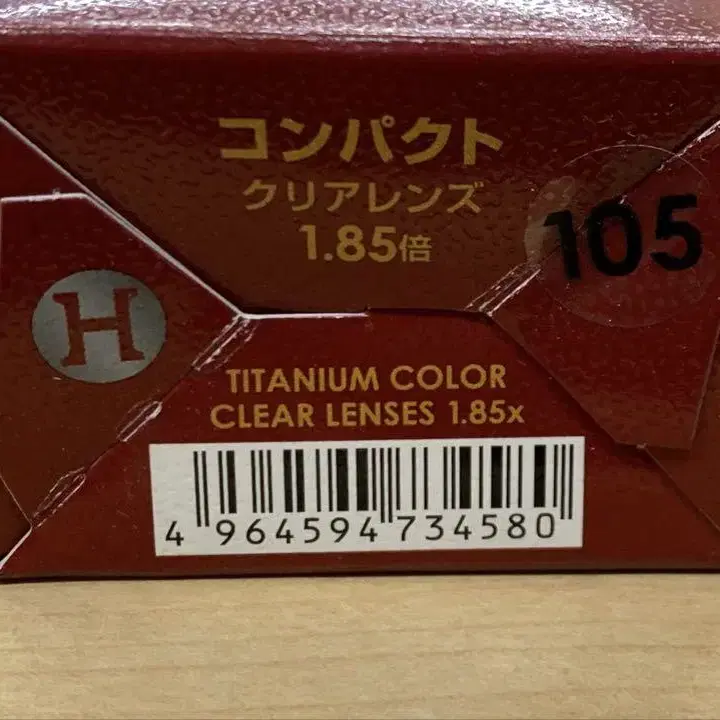 コンパクト
クリアレンズ
1.85倍
105
H
TITANIUM COLOR
CLEAR LENSES 1.85x
4 964594 734580